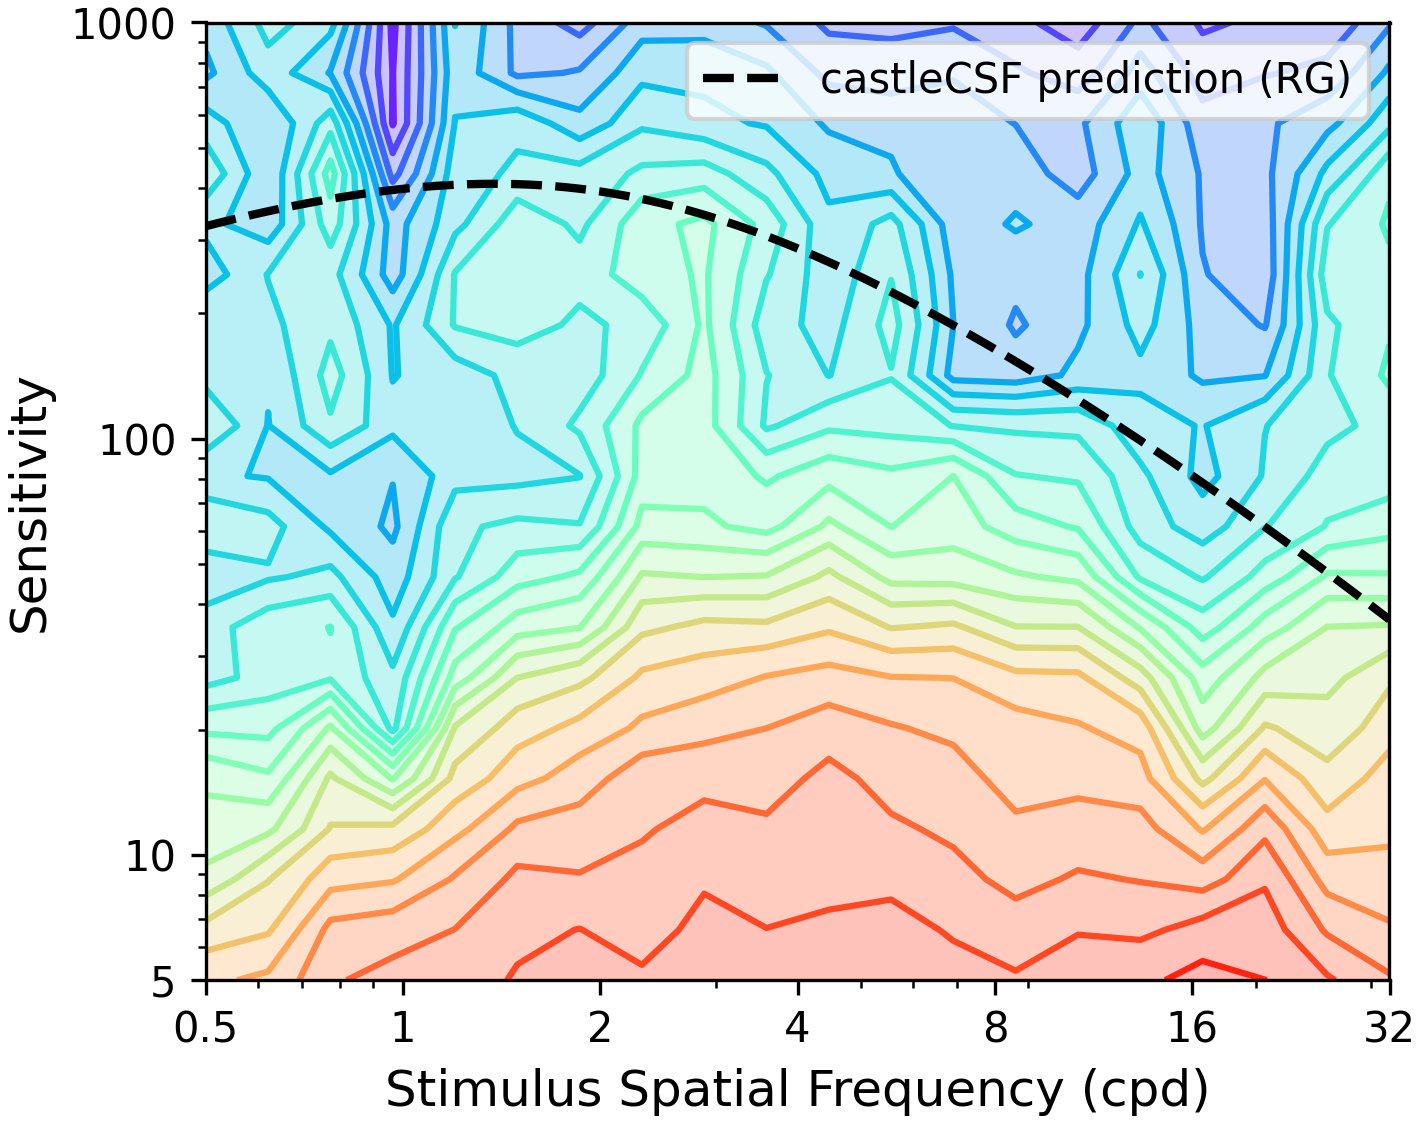 1000
castleCSF prediction (RG)
Sensitivity
100
10
5
0.5 1 2 4 8 16 32
Stimulus Spatial Frequency (cpd)